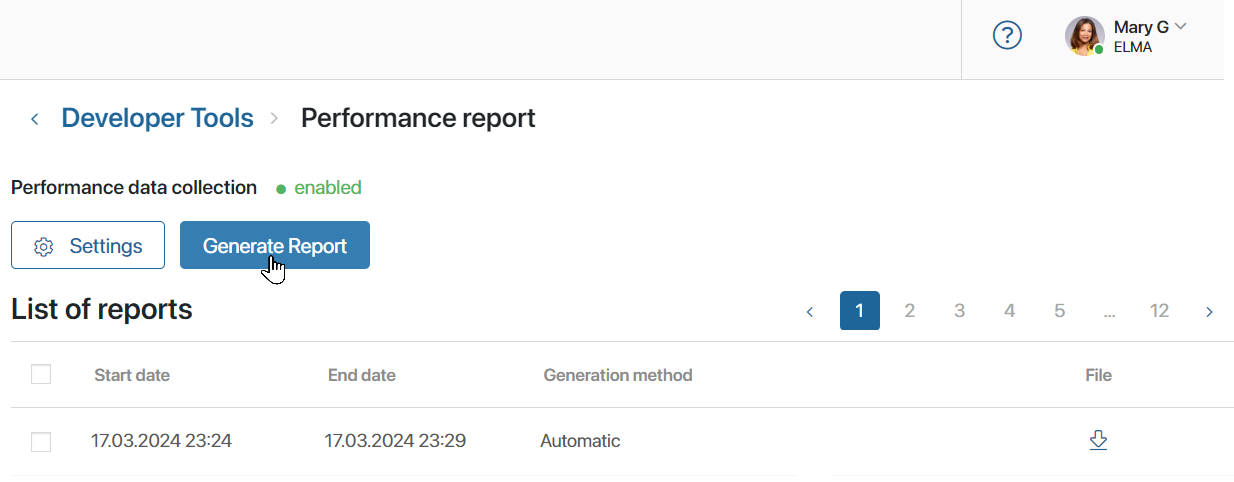 ?
Mary G
ELMA
Developer Tools
Performance report
Performance data collection enabled
Settings
Generate Report
List of reports
1 2 3 4 5 ... 12
Start date End date Generation method File
17.03.2024 23:24 17.03.2024 23:29 Automatic